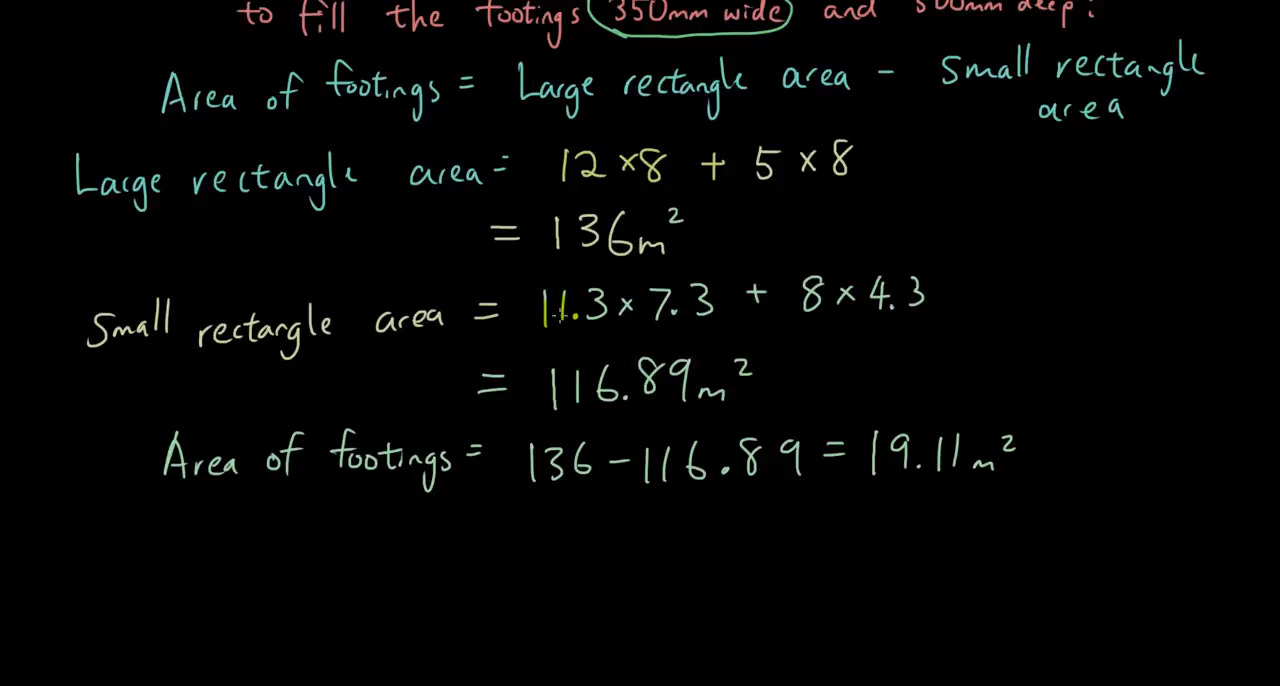 to fill the footings 350mm wide and mm deep?
Area of footings = Large rectangle area - Small rectangle
area
Large rectangle area = 12 × 8 + 5 × 8
= 136m²
Small rectangle area = 11.3 × 7.3 + 8 × 4.3
= 116.89m²
Area of footings = 136 - 116.89 = 19.11m²